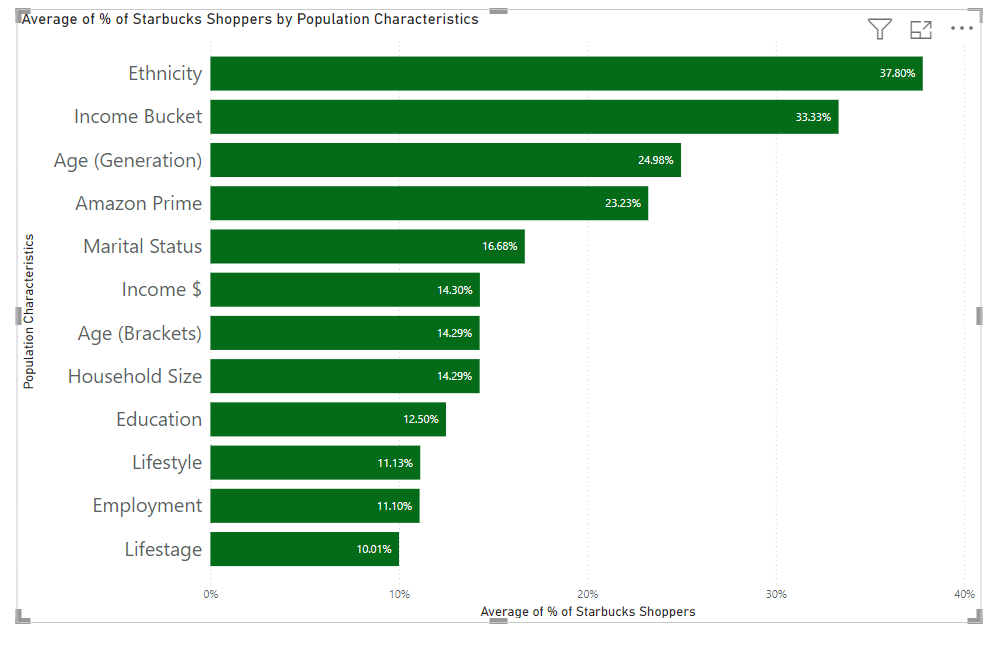 Average of % of Starbucks Shoppers by Population Characteristics
Population Characteristics
Ethnicity 37.80%
Income Bucket 33.33%
Age (Generation) 24.98%
Amazon Prime 23.23%
Marital Status 16.68%
Income $ 14.30%
Age (Brackets) 14.29%
Household Size 14.29%
Education 12.50%
Lifestyle 11.13%
Employment 11.10%
Lifestage 10.01%
0% 10% 20% 30% 40%
Average of % of Starbucks Shoppers